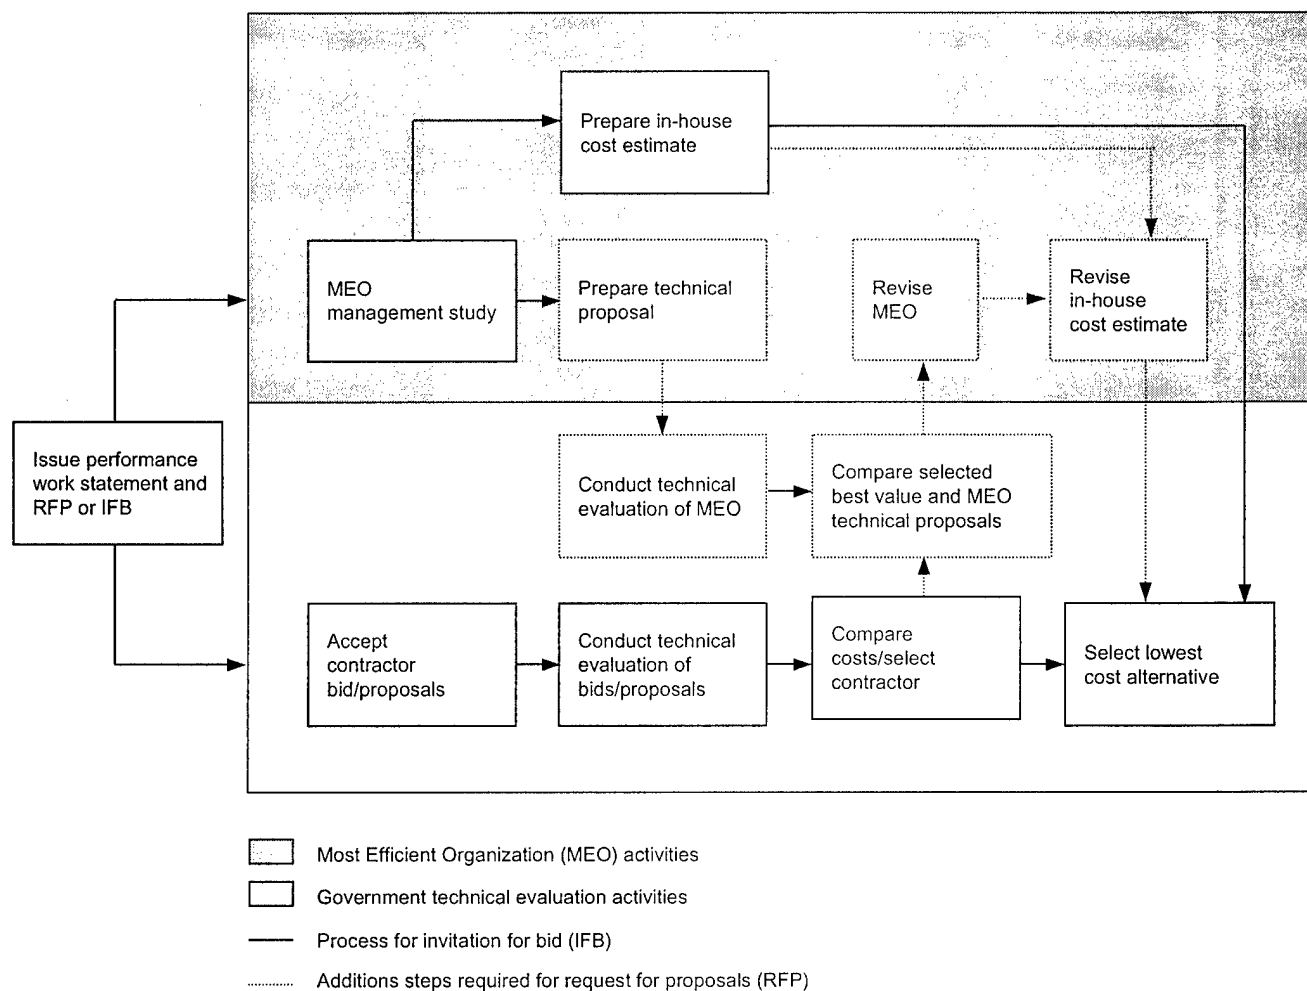 Prepare in-house
cost estimate
MEO
management study
Prepare technical
proposal
Revise
MEO
Revise
in-house
cost estimate
Issue performance
work statement and
RFP or IFB
Conduct technical
evaluation of MEO
Compare selected
best value and MEO
technical proposals
Accept
contractor
bid/proposals
Conduct technical
evaluation of
bids/proposals
Compare
costs/select
contractor
Select lowest
cost alternative
Most Efficient Organization (MEO) activities
Government technical evaluation activities
Process for invitation for bid (IFB)
Additions steps required for request for proposals (RFP)